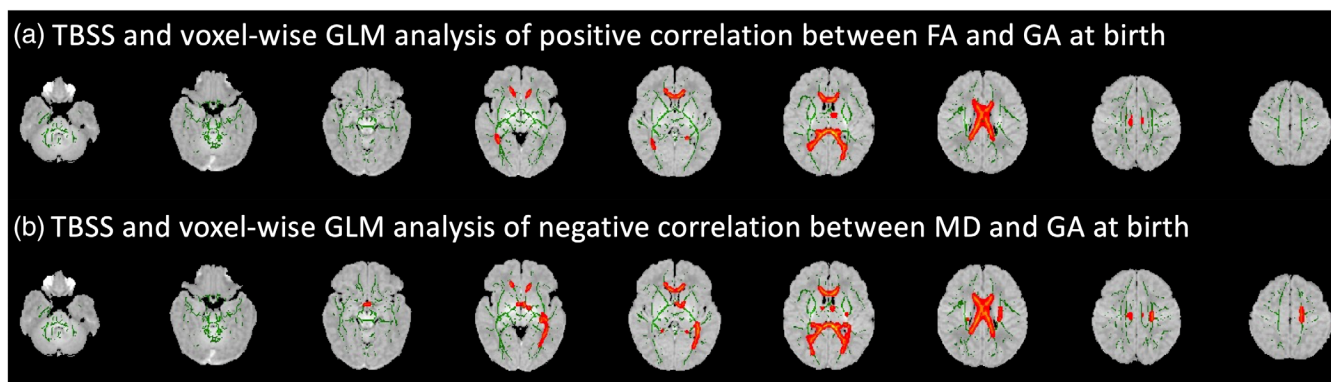 (a) TBSS and voxel-wise GLM analysis of positive correlation between FA and GA at birth
(b) TBSS and voxel-wise GLM analysis of negative correlation between MD and GA at birth